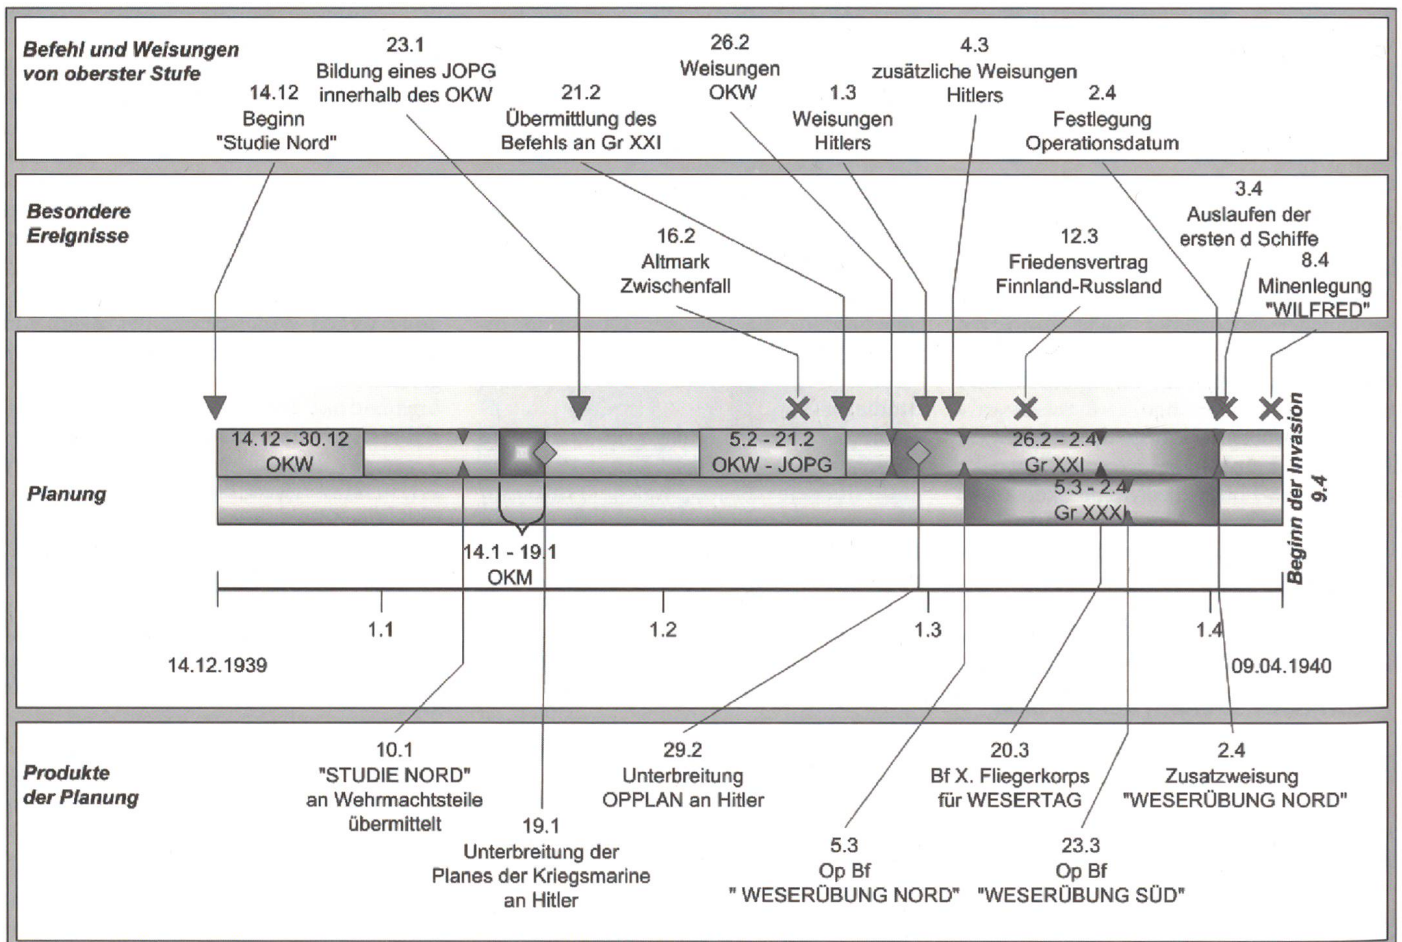 Befehl und Weisungen
von oberster Stufe
14.12
Beginn
"Studie Nord"
23.1
Bildung eines JOPG
innerhalb des OKW
21.2
Übermittlung des
Befehls an Gr XXI
26.2
Weisungen
OKW
1.3
Weisungen
Hitlers
4.3
zusätzliche Weisungen
Hitlers
2.4
Festlegung
Operationsdatum
Besondere
Ereignisse
16.2
Altmark
Zwischenfall
12.3
Friedensvertrag
Finnland-Russland
3.4
Auslaufen der
ersten d Schiffe
8.4
Minenlegung
"WILFRED"
Planung
14.12 - 30.12
OKW
5.2 - 21.2
OKW - JOPG
26.2 - 2.4
Gr XXI
5.3 - 2.4
Gr XXXI
14.1 - 19.1
OKM
Beginn der Invasion
9.4
1.1
1.2
1.3
1.4
14.12.1939
09.04.1940
Produkte
der Planung
10.1
"STUDIE NORD"
an Wehrmachtsteile
übermittelt
19.1
Unterbreitung der
Planes der Kriegsmarine
an Hitler
29.2
Unterbreitung
OPPLAN an Hitler
5.3
Op Bf
" WESERÜBUNG NORD"
20.3
Bf X. Fliegerkorps
für WESERTAG
23.3
Op Bf
"WESERÜBUNG SÜD"
2.4
Zusatzweisung
"WESERÜBUNG NORD"